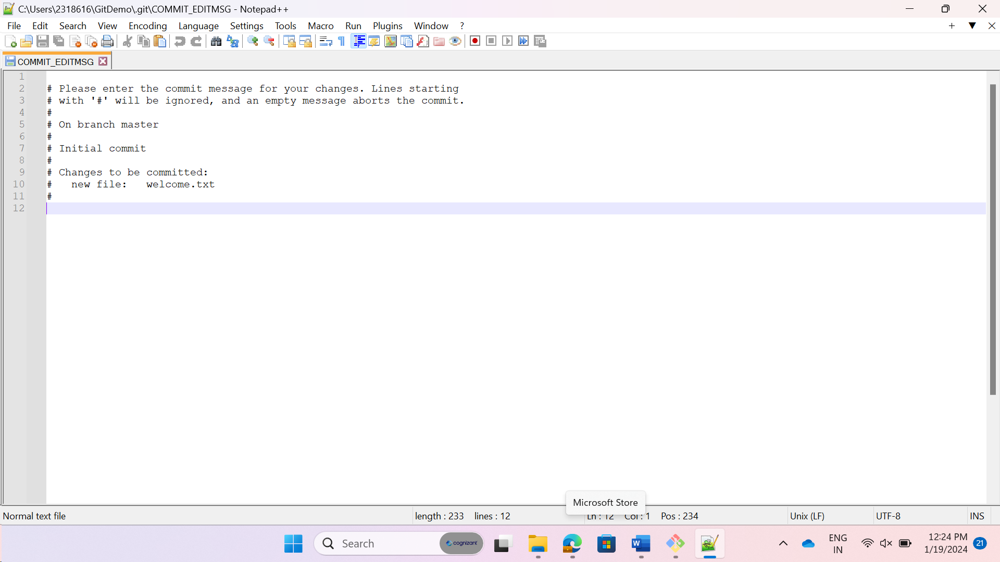 C:\Users\2318616\GitDemo\.git\COMMIT_EDITMSG - Notepad++
File Edit Search View Encoding Language Settings Tools Macro Run Plugins Window ?
COMMIT_EDITMSG
1
2 # Please enter the commit message for your changes. Lines starting
3 # with '#' will be ignored, and an empty message aborts the commit.
4 #
5 # On branch master
6 #
7 # Initial commit
8 #
9 # Changes to be committed:
10 # new file: welcome.txt
11 #
12
Microsoft Store
Normal text file length : 233 lines : 12 Ln : 12 Col : 1 Pos : 234 Unix (LF) UTF-8 INS
Search cognizant
ENG
IN
12:24 PM
1/19/2024
21